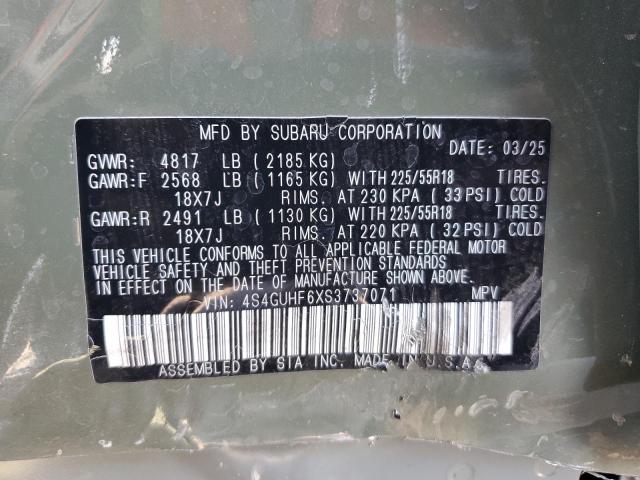 MFD BY SUBARU CORPORATION
DATE: 03/25
GVWR: 4817 LB (2185 KG)
GAWR:F 2568 LB (1165 KG) WITH 225/55R18 TIRES.
18X7J RIMS. AT 230 KPA (33 PSI) COLD
GAWR:R 2491 LB (1130 KG) WITH 225/55R18 TIRES.
18X7J RIMS. AT 220 KPA (32 PSI) COLD
THIS VEHICLE CONFORMS TO ALL APPLICABLE FEDERAL MOTOR
VEHICLE SAFETY AND THEFT PREVENTION STANDARDS
IN EFFECT ON THE DATE OF MANUFACTURE SHOWN ABOVE.
VIN: 4S4GUHF6XS3737071 MPV
ASSEMBLED BY SIA INC. MADE IN U.S.A.